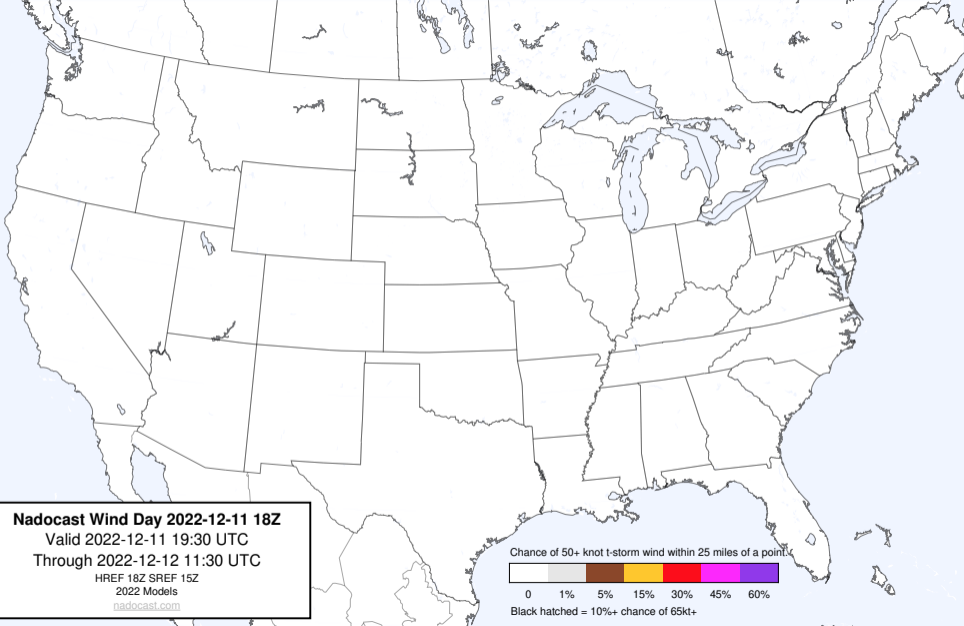 Nadocast Wind Day 2022-12-11 18Z
Valid 2022-12-11 19:30 UTC
Through 2022-12-12 11:30 UTC
HREF 18Z SREF 15Z
2022 Models
nadocast.com
Chance of 50+ knot t-storm wind within 25 miles of a point.
0 1% 5% 15% 30% 45% 60%
Black hatched = 10%+ chance of 65kt+